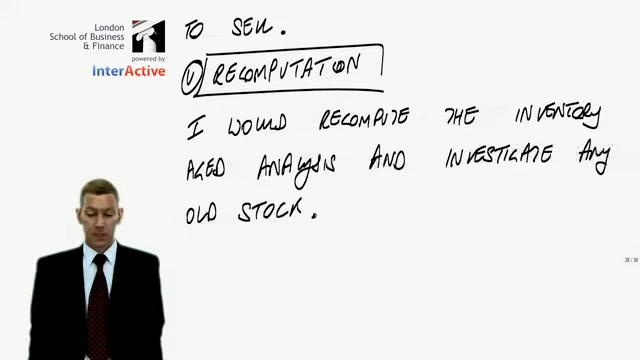 London
School of Business
& Finance
powered by
InterActive
TO SELL.
(V) RECOMPUTATION
I WOULD RECOMPUTE THE INVENTORY
AGED ANALYSIS AND INVESTIGATE ANY
OLD STOCK.
38 / 38